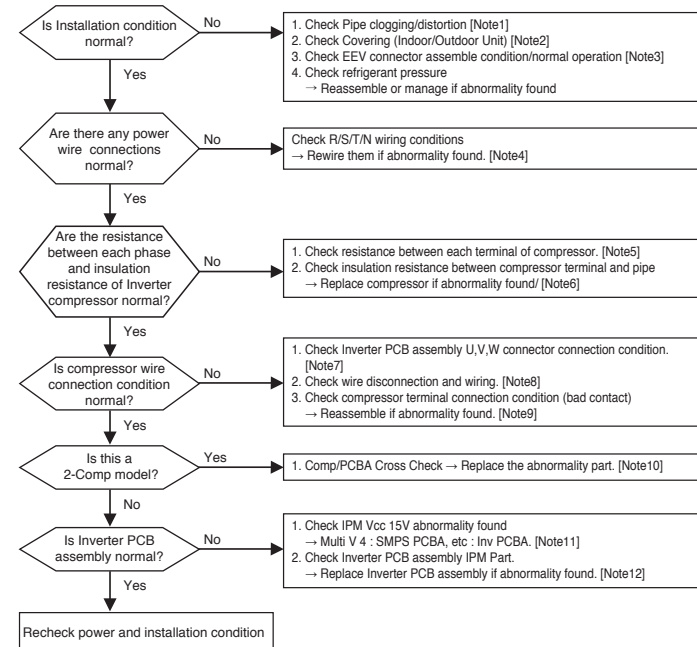 Is Installation condition
normal?
No
1. Check Pipe clogging/distortion [Note1]
2. Check Covering (Indoor/Outdoor Unit) [Note2]
3. Check EEV connector assemble condition/normal operation [Note3]
4. Check refrigerant pressure
→ Reassemble or manage if abnormality found
Yes
Are there any power
wire connections
normal?
No
Check R/S/T/N wiring conditions
→ Rewire them if abnormality found. [Note4]
Yes
Are the resistance
between each phase
and insulation
resistance of Inverter
compressor normal?
No
1. Check resistance between each terminal of compressor. [Note5]
2. Check insulation resistance between compressor terminal and pipe
→ Replace compressor if abnormality found/ [Note6]
Yes
Is compressor wire
connection condition
normal?
No
1. Check Inverter PCB assembly U,V,W connector connection condition.
[Note7]
2. Check wire disconnection and wiring. [Note8]
3. Check compressor terminal connection condition (bad contact)
→ Reassemble if abnormality found. [Note9]
Yes
Is this a
2-Comp model?
Yes
1. Comp/PCBA Cross Check → Replace the abnormality part. [Note10]
No
Is Inverter PCB
assembly normal?
No
1. Check IPM Vcc 15V abnormality found
→ Multi V 4 : SMPS PCBA, etc : Inv PCBA. [Note11]
2. Check Inverter PCB assembly IPM Part.
→ Replace Inverter PCB assembly if abnormality found. [Note12]
Yes
Recheck power and installation condition